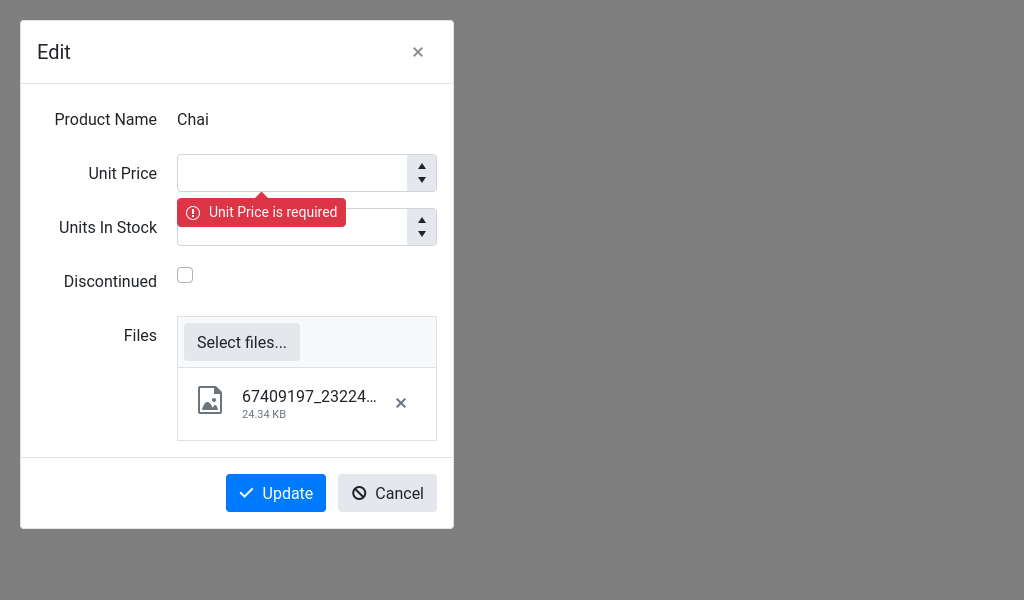 Edit
Product Name Chai
Unit Price
Unit Price is required
Units In Stock
Discontinued
Files Select files...
67409197_23224...
24.34 KB
Update Cancel